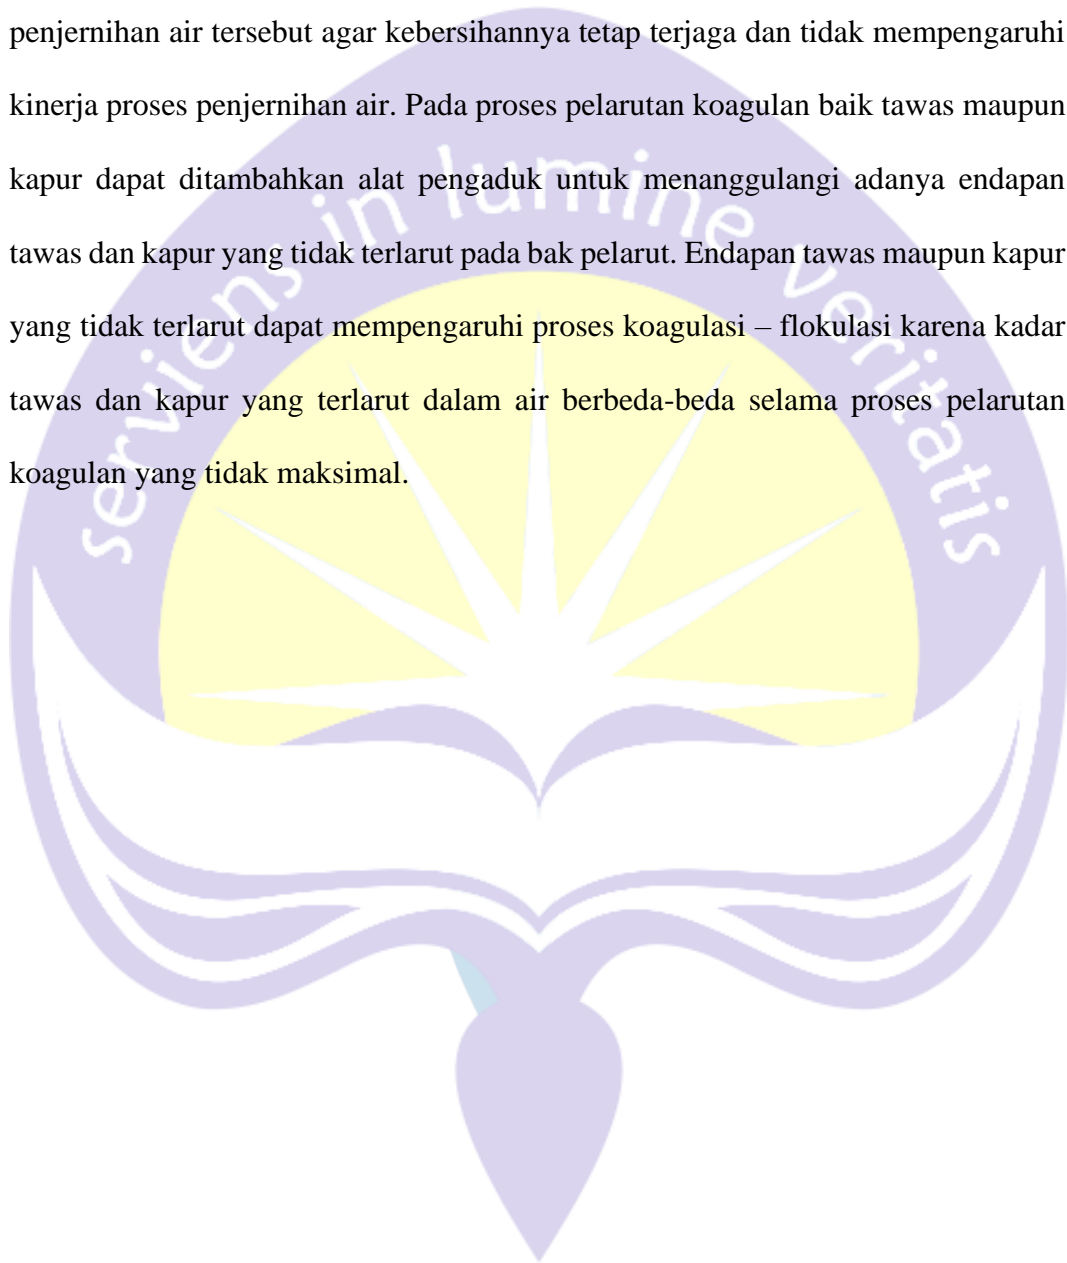 penjernihan air tersebut agar kebersihannya tetap terjaga dan tidak mempengaruhi
kinerja proses penjernihan air. Pada proses pelarutan koagulan baik tawas maupun
kapur dapat ditambahkan alat pengaduk untuk menanggulangi adanya endapan
tawas dan kapur yang tidak terlarut pada bak pelarut. Endapan tawas maupun kapur
yang tidak terlarut dapat mempengaruhi proses koagulasi – flokulasi karena kadar
tawas dan kapur yang terlarut dalam air berbeda-beda selama proses pelarutan
koagulan yang tidak maksimal.
serviens in lumine veritatis